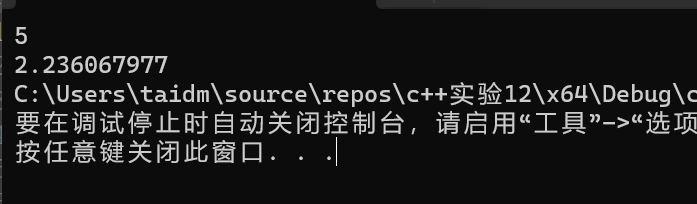 5
2.236067977
C:\Users\taidm\source\repos\c++实验12\x64\Debug\c
要在调试停止时自动关闭控制台，请启用“工具”->“选项
按任意键关闭此窗口. . .